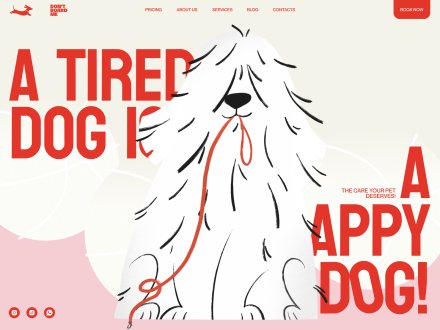 DON'T
BOARD
ME
PRICING ABOUT US SERVICES BLOG CONTACTS
BOOK NOW
A TIRED
DOG IS
THE CARE YOUR PET
DESERVES!
A
APPY
DOG!